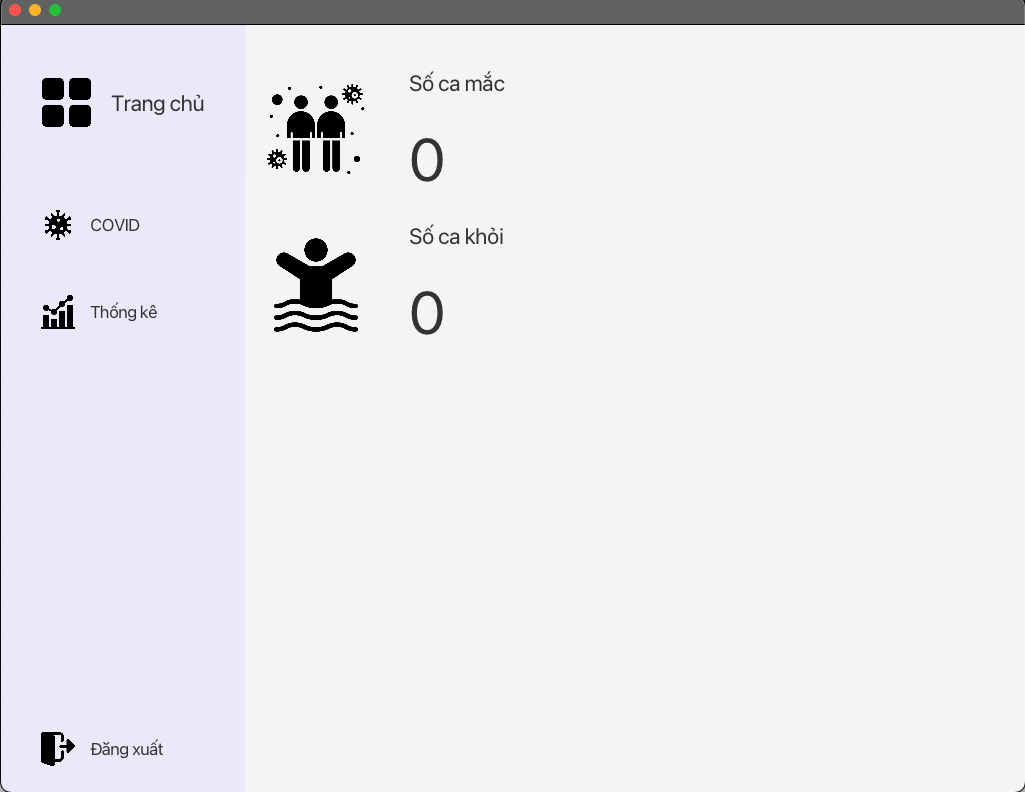 Trang chủ
COVID
Thống kê
Đăng xuất
Số ca mắc
0
Số ca khỏi
0